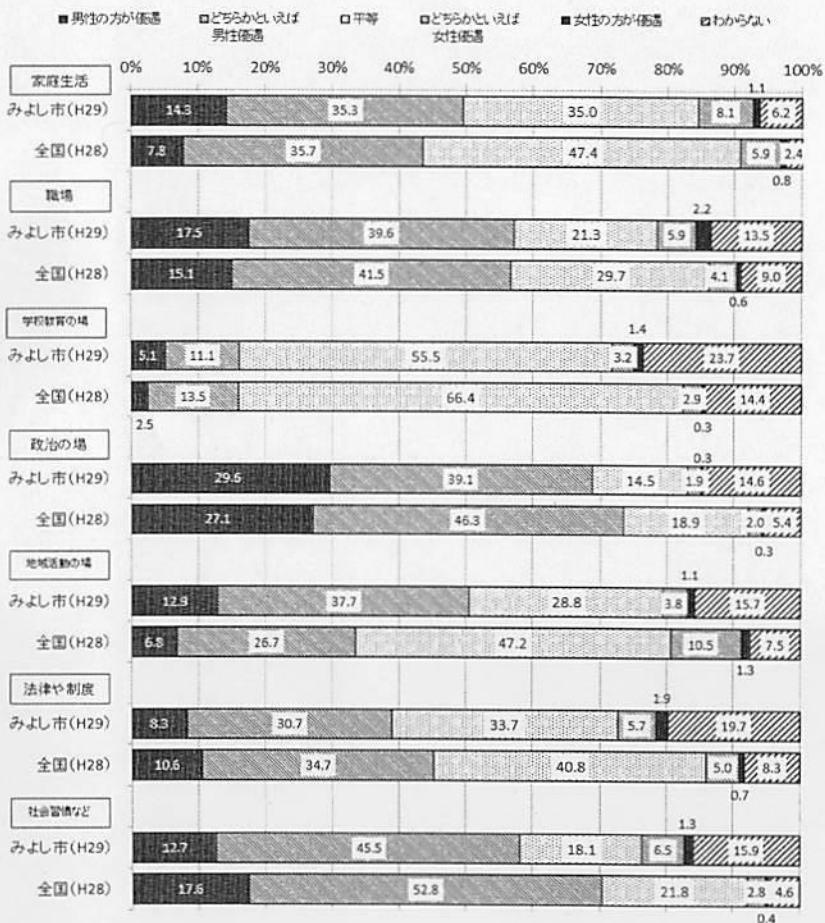 男性の方が優遇 どちらかといえば男性優遇 平等 どちらかといえば女性優遇 女性の方が優遇 わからない
0% 10% 20% 30% 40% 50% 60% 70% 80% 90% 100%
家庭生活
1.1
みよし市(H29) 14.3 35.3 35.0 8.1 6.2
全国(H28) 7.8 35.7 47.4 5.9 2.4
0.8
職場
2.2
みよし市(H29) 17.5 39.6 21.3 5.9 13.5
全国(H28) 15.1 41.5 29.7 4.1 9.0
0.6
学校教育の場
1.4
みよし市(H29) 5.1 11.1 55.5 3.2 23.7
全国(H28) 13.5 66.4 2.9 14.4
2.5 0.3
政治の場
0.3
みよし市(H29) 29.6 39.1 14.5 1.9 14.6
全国(H28) 27.1 46.3 18.9 2.0 5.4
0.3
地域活動の場
1.1
みよし市(H29) 12.9 37.7 28.8 3.8 15.7
全国(H28) 6.8 26.7 47.2 10.5 7.5
1.3
法律や制度
1.9
みよし市(H29) 8.3 30.7 33.7 5.7 19.7
全国(H28) 10.6 34.7 40.8 5.0 8.3
0.7
社会習慣など
1.3
みよし市(H29) 12.7 45.5 18.1 6.5 15.9
全国(H28) 17.6 52.8 21.8 2.8 4.6
0.4